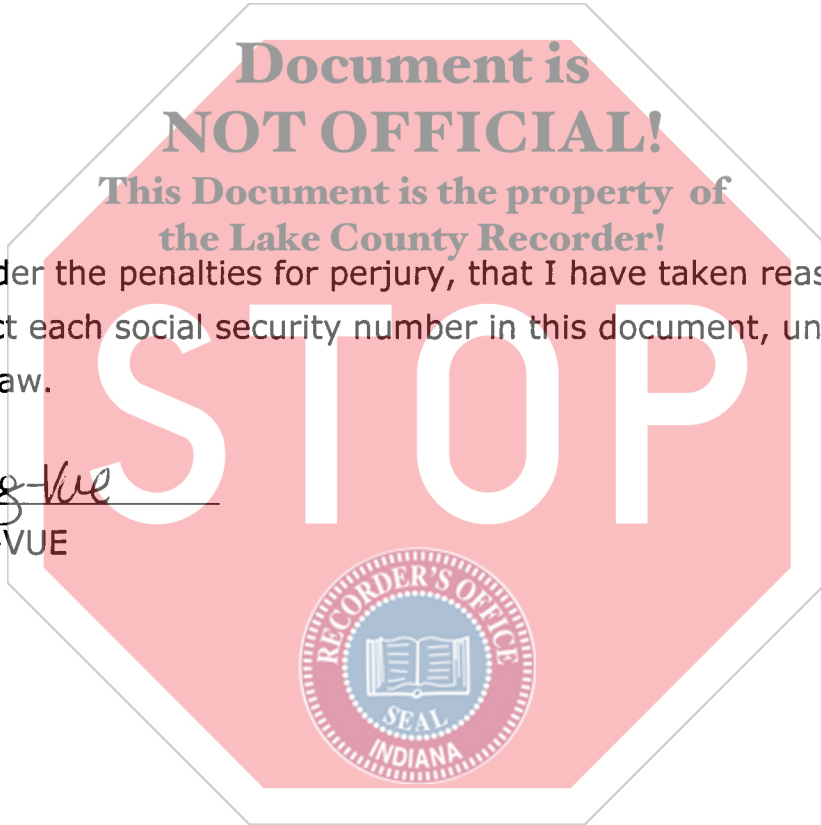 Document is
NOT OFFICIAL!
This Document is the property of
the Lake County Recorder!
der the penalties for perjury, that I have taken reas
ct each social security number in this document, un
aw.
STOP
g-Vue
-VUE
RECORDER'S OFFICE
SEAL
INDIANA